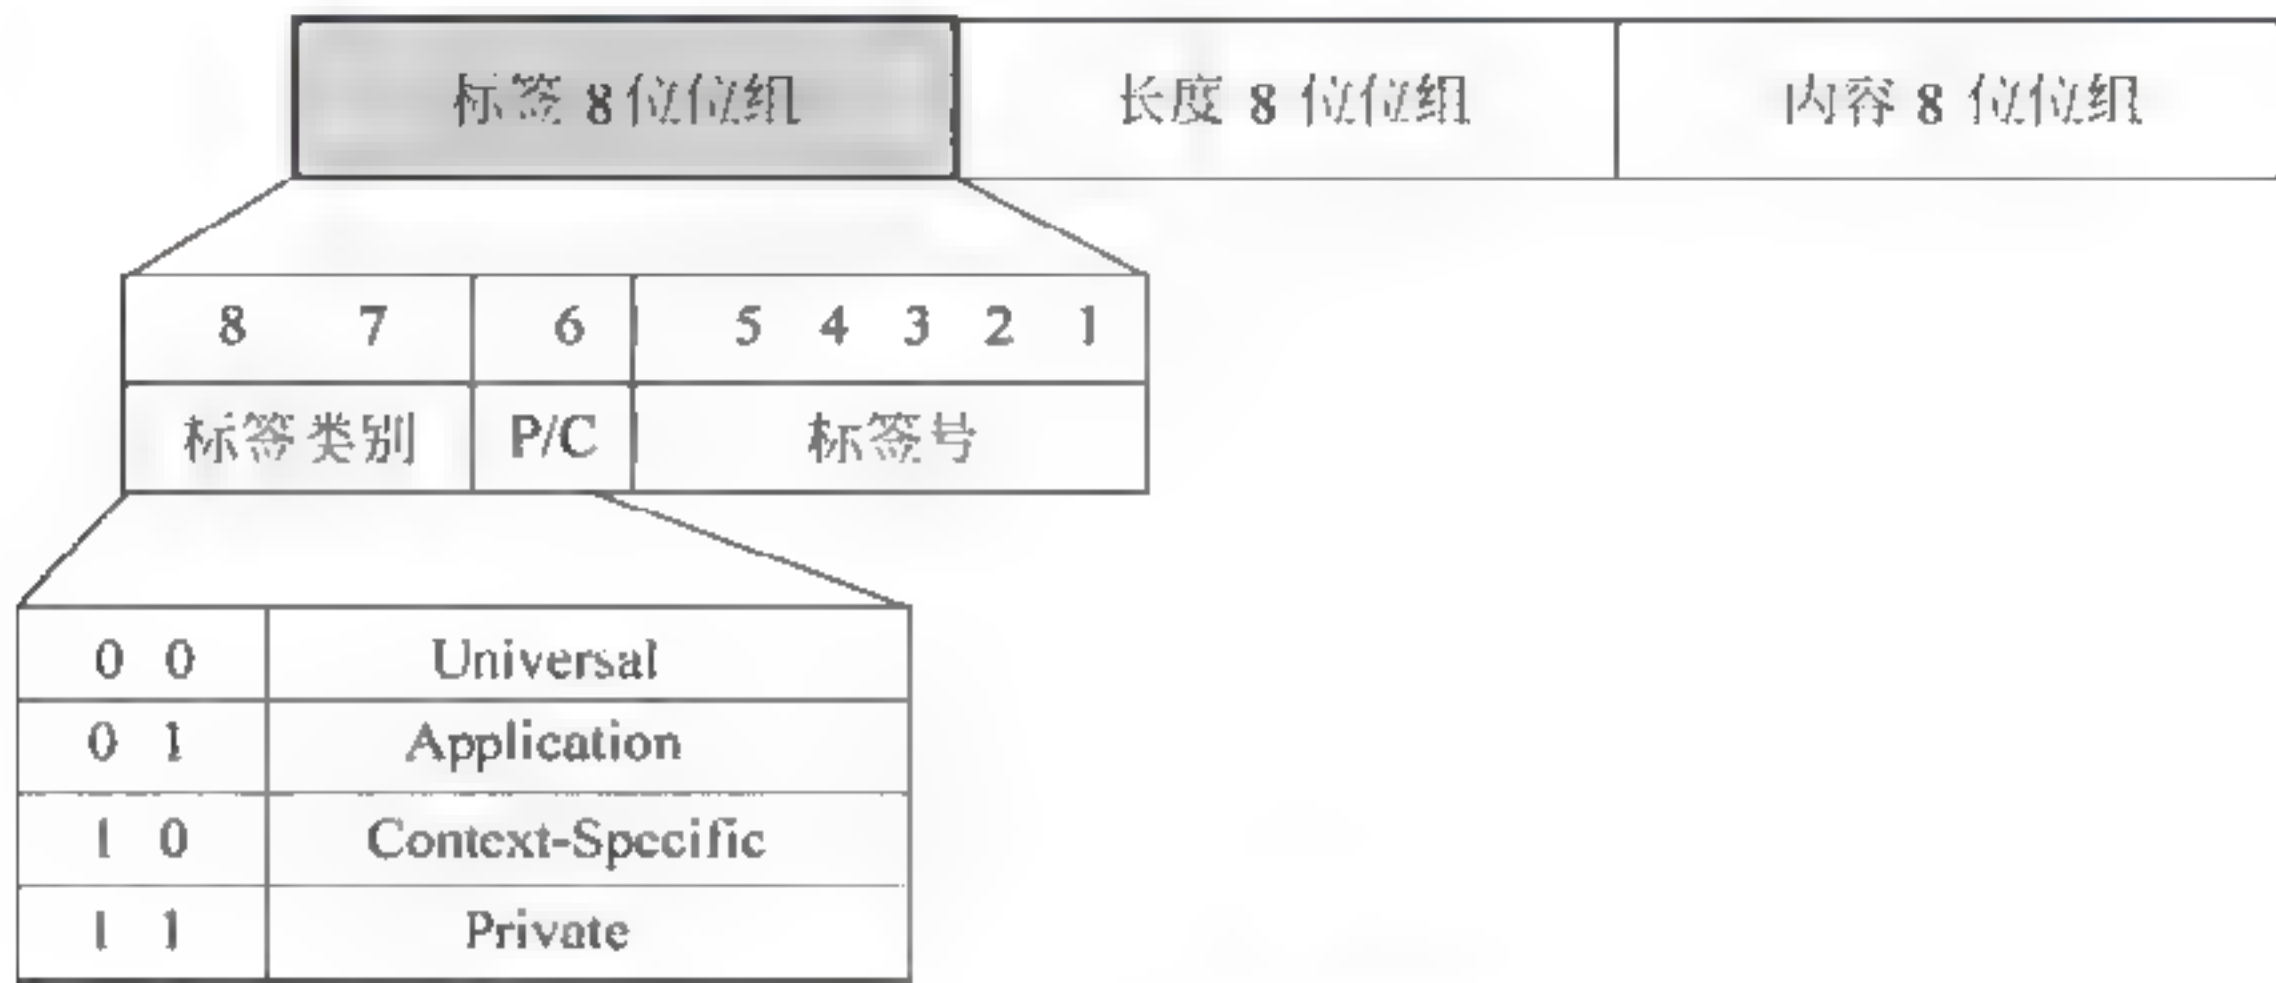 标签 8 位位组 长度 8 位位组 内容 8 位位组
8 7 6 5 4 3 2 1
标签类别 P/C 标签号
0 0 Universal
0 1 Application
1 0 Context-Specific
1 1 Private